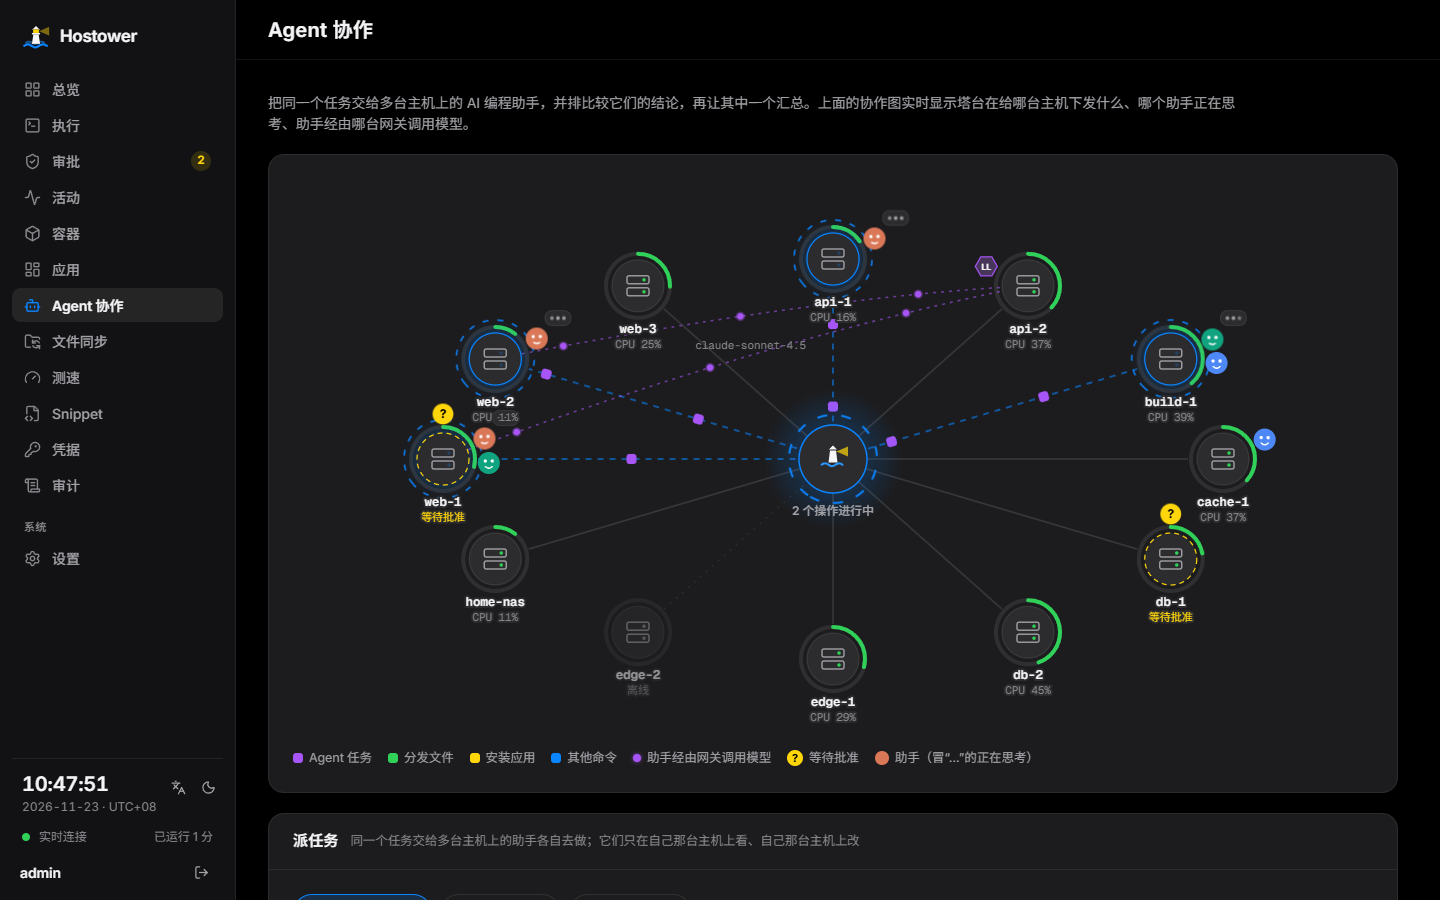 Hostower
总览
执行
审批
2
活动
容器
应用
Agent 协作
文件同步
测速
Snippet
凭据
审计
系统
设置
10:47:51
2026-11-23 · UTC+08
实时连接
已运行 1 分
admin
Agent 协作
把同一个任务交给多台主机上的 AI 编程助手，并排比较它们的结论，再让其中一个汇总。上面的协作图实时显示塔台在给哪台主机下发什么、哪个助手正在思
考、助手经由哪台网关调用模型。
api-1
CPU 16%
LL
web-3
CPU 25%
api-2
CPU 37%
claude-sonnet-4.5
web-2
CPU 11%
build-1
CPU 39%
?
web-1
等待批准
cache-1
CPU 37%
2 个操作进行中
?
home-nas
CPU 11%
db-1
等待批准
edge-2
离线
db-2
CPU 45%
edge-1
CPU 29%
Agent 任务
分发文件
安装应用
其他命令
助手经由网关调用模型
? 等待批准
助手（冒“…”的正在思考）
派任务
同一个任务交给多台主机上的助手各自去做；它们只在自己那台主机上看、自己那台主机上改